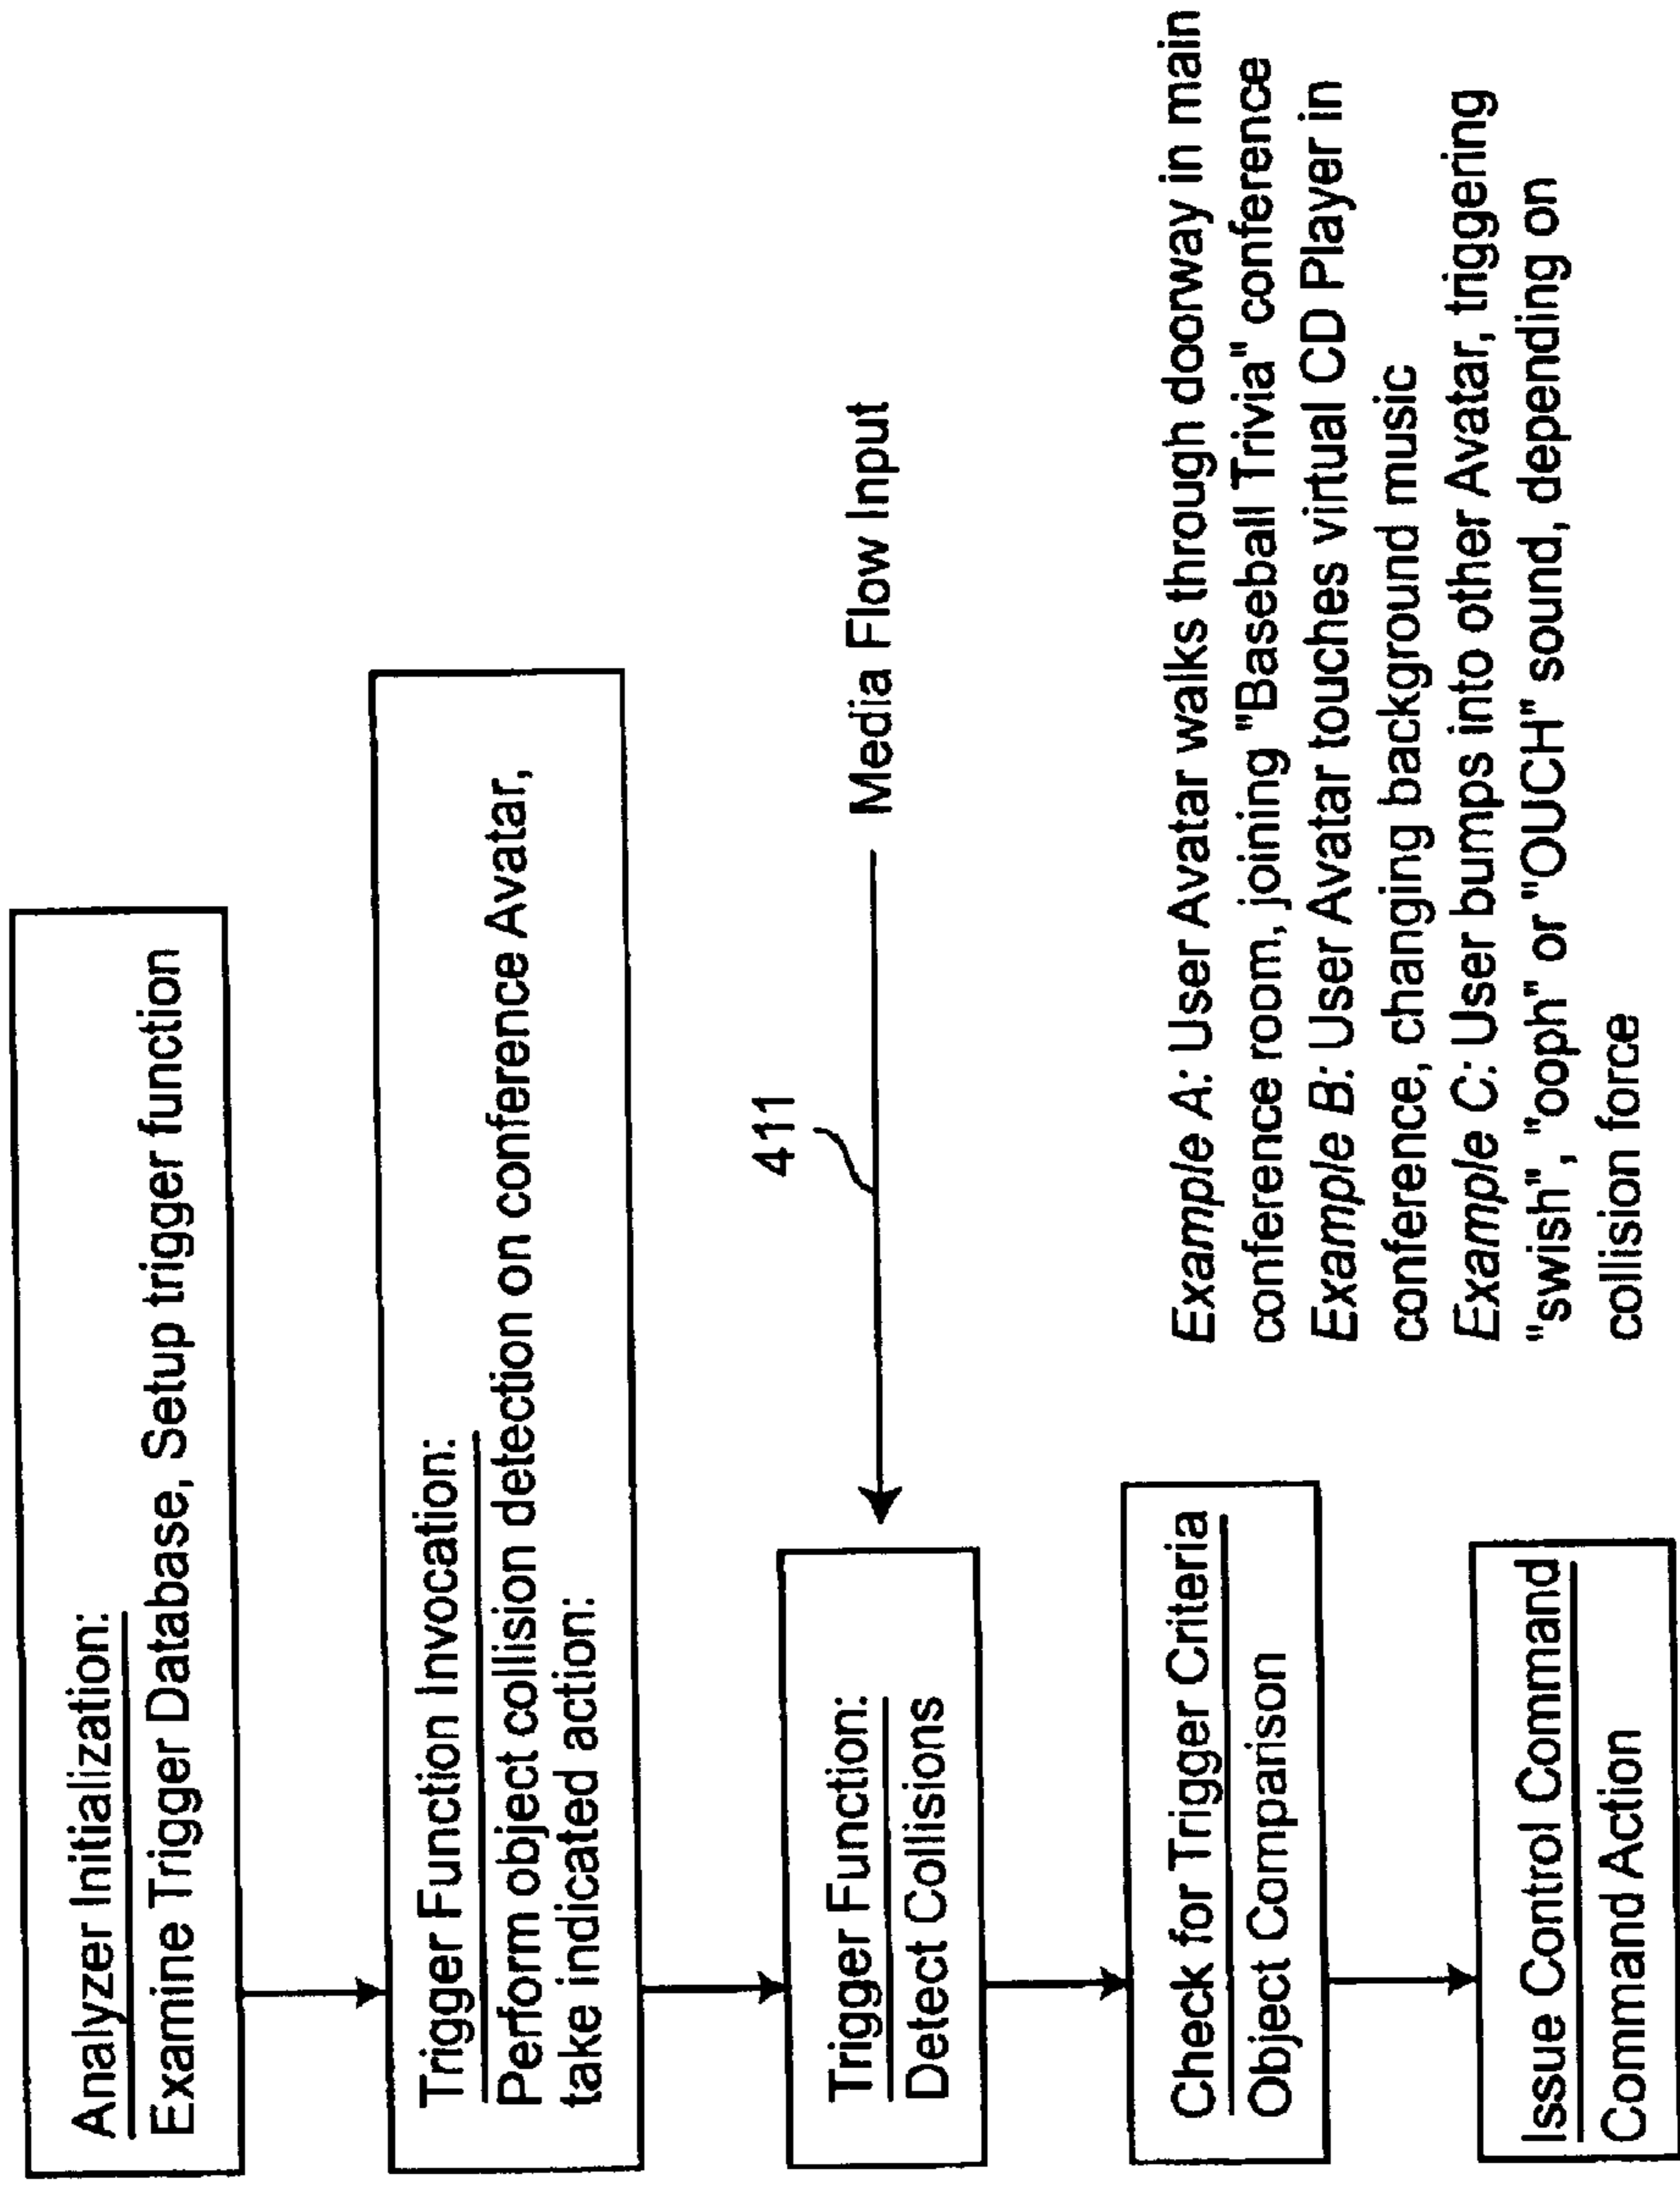 Analyzer Initialization:
Examine Trigger Database, Setup trigger function
Trigger Function Invocation:
Perform object collision detection on conference Avatar,
take indicated action:
411
Media Flow Input
Trigger Function:
Detect Collisions
Check for Trigger Criteria
Object Comparison
Issue Control Command
Command Action
Example A: User Avatar walks through doorway in main
conference room, joining "Baseball Trivia" conference
Example B: User Avatar touches virtual CD Player in
conference, changing background music
Example C: User bumps into other Avatar, triggering
"swish", "ooph" or "OUCH" sound, depending on
collision force